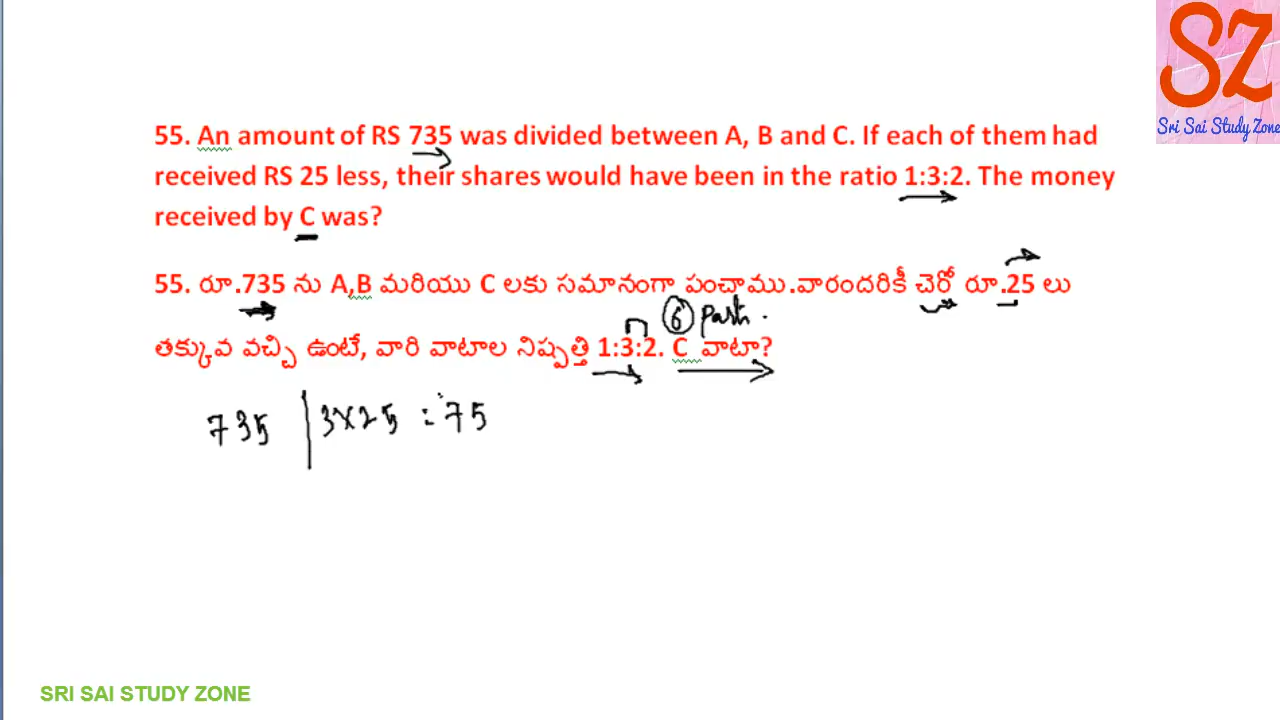 SZ
Sri Sai Study Zone
55. An amount of RS 735 was divided between A, B and C. If each of them had
received RS 25 less, their shares would have been in the ratio 1:3:2. The money
received by C was?
55. రూ.735 ను A,B మరియు C లకు సమానంగా పంచాము.వారందరికీ చెరో రూ.25 లు
6 parts.
తక్కువ వచ్చి ఉంటే, వారి వాటాల నిష్పత్తి 1:3:2. C వాటా?
735 | 3x25 = 75
SRI SAI STUDY ZONE